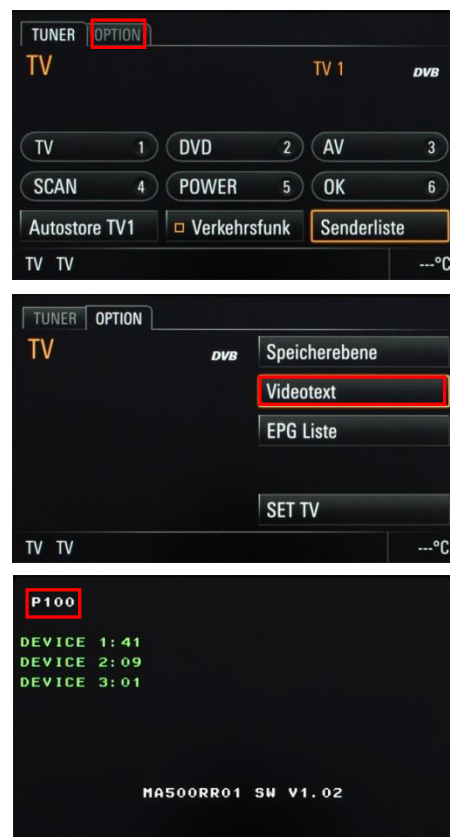 TUNER OPTION
TV TV 1 DVB
TV 1 DVD 2 AV 3
SCAN 4 POWER 5 OK 6
Autostore TV1 Verkehrsfunk Senderliste
TV TV ---°C
TUNER OPTION
TV DVB Speicherebene
Videotext
EPG Liste
SET TV
TV TV ---°C
P100
DEVICE 1:41
DEVICE 2:09
DEVICE 3:01
MA500RR01 SW V1.02